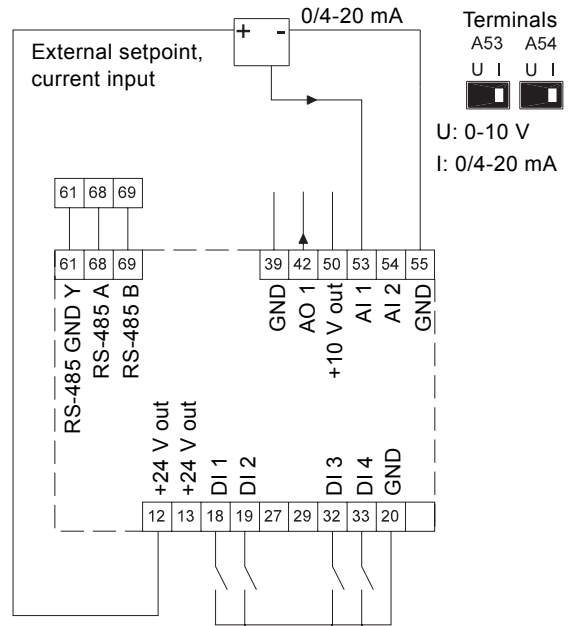 0/4-20 mA
Terminals
A53 A54
U I U I
+ -
External setpoint,
current input
U: 0-10 V
I: 0/4-20 mA
61 68 69
61 68 69
39 42 50 53 54 55
RS-485 GND Y
RS-485 A
RS-485 B
GND
AO 1
+10 V out
AI 1
AI 2
GND
+24 V out
+24 V out
DI 1
DI 2
DI 3
DI 4
GND
12 13 18 19 27 29 32 33 20